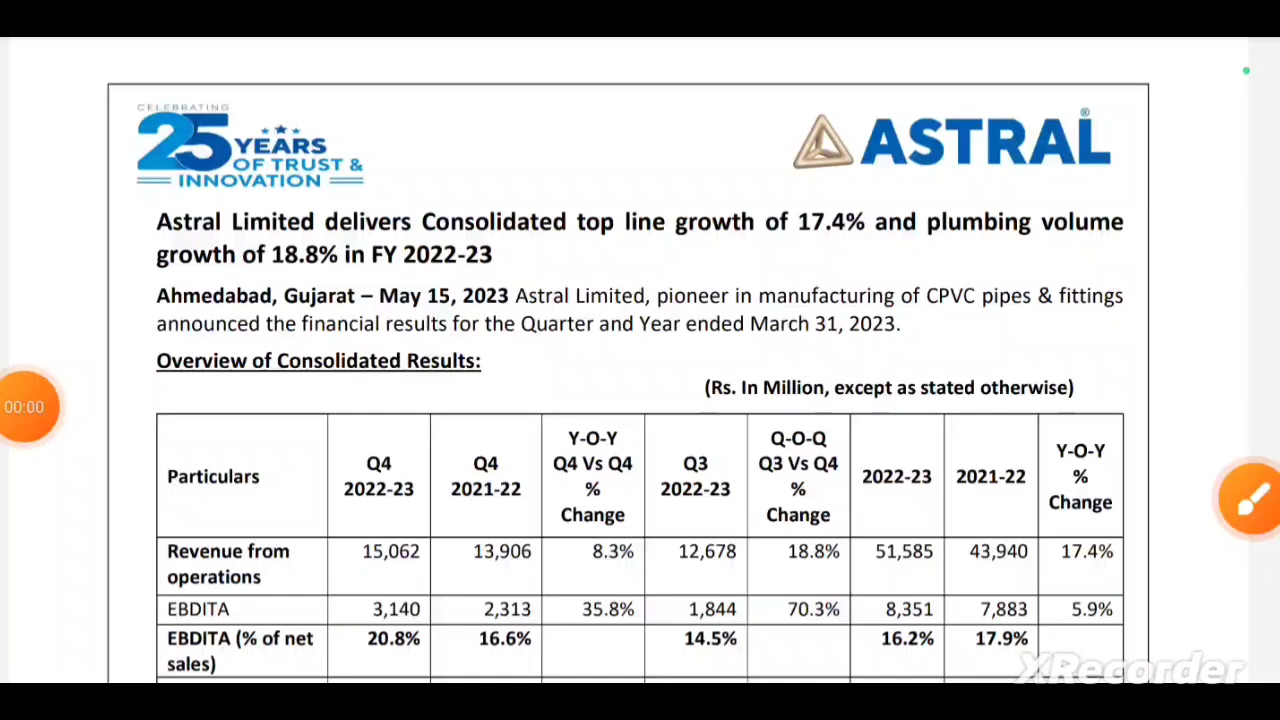 CELEBRATING
25 YEARS
OF TRUST &
INNOVATION
ASTRAL®
Astral Limited delivers Consolidated top line growth of 17.4% and plumbing volume
growth of 18.8% in FY 2022-23
Ahmedabad, Gujarat – May 15, 2023 Astral Limited, pioneer in manufacturing of CPVC pipes & fittings
announced the financial results for the Quarter and Year ended March 31, 2023.
Overview of Consolidated Results:
(Rs. In Million, except as stated otherwise)
Particulars
Q4
2022-23
Q4
2021-22
Y-O-Y
Q4 Vs Q4
%
Change
Q3
2022-23
Q-O-Q
Q3 Vs Q4
%
Change
2022-23
2021-22
Y-O-Y
%
Change
Revenue from
operations
15,062 13,906 8.3% 12,678 18.8% 51,585 43,940 17.4%
EBDITA 3,140 2,313 35.8% 1,844 70.3% 8,351 7,883 5.9%
EBDITA (% of net
sales)
20.8% 16.6% 14.5% 16.2% 17.9%
00:00
XRecorder